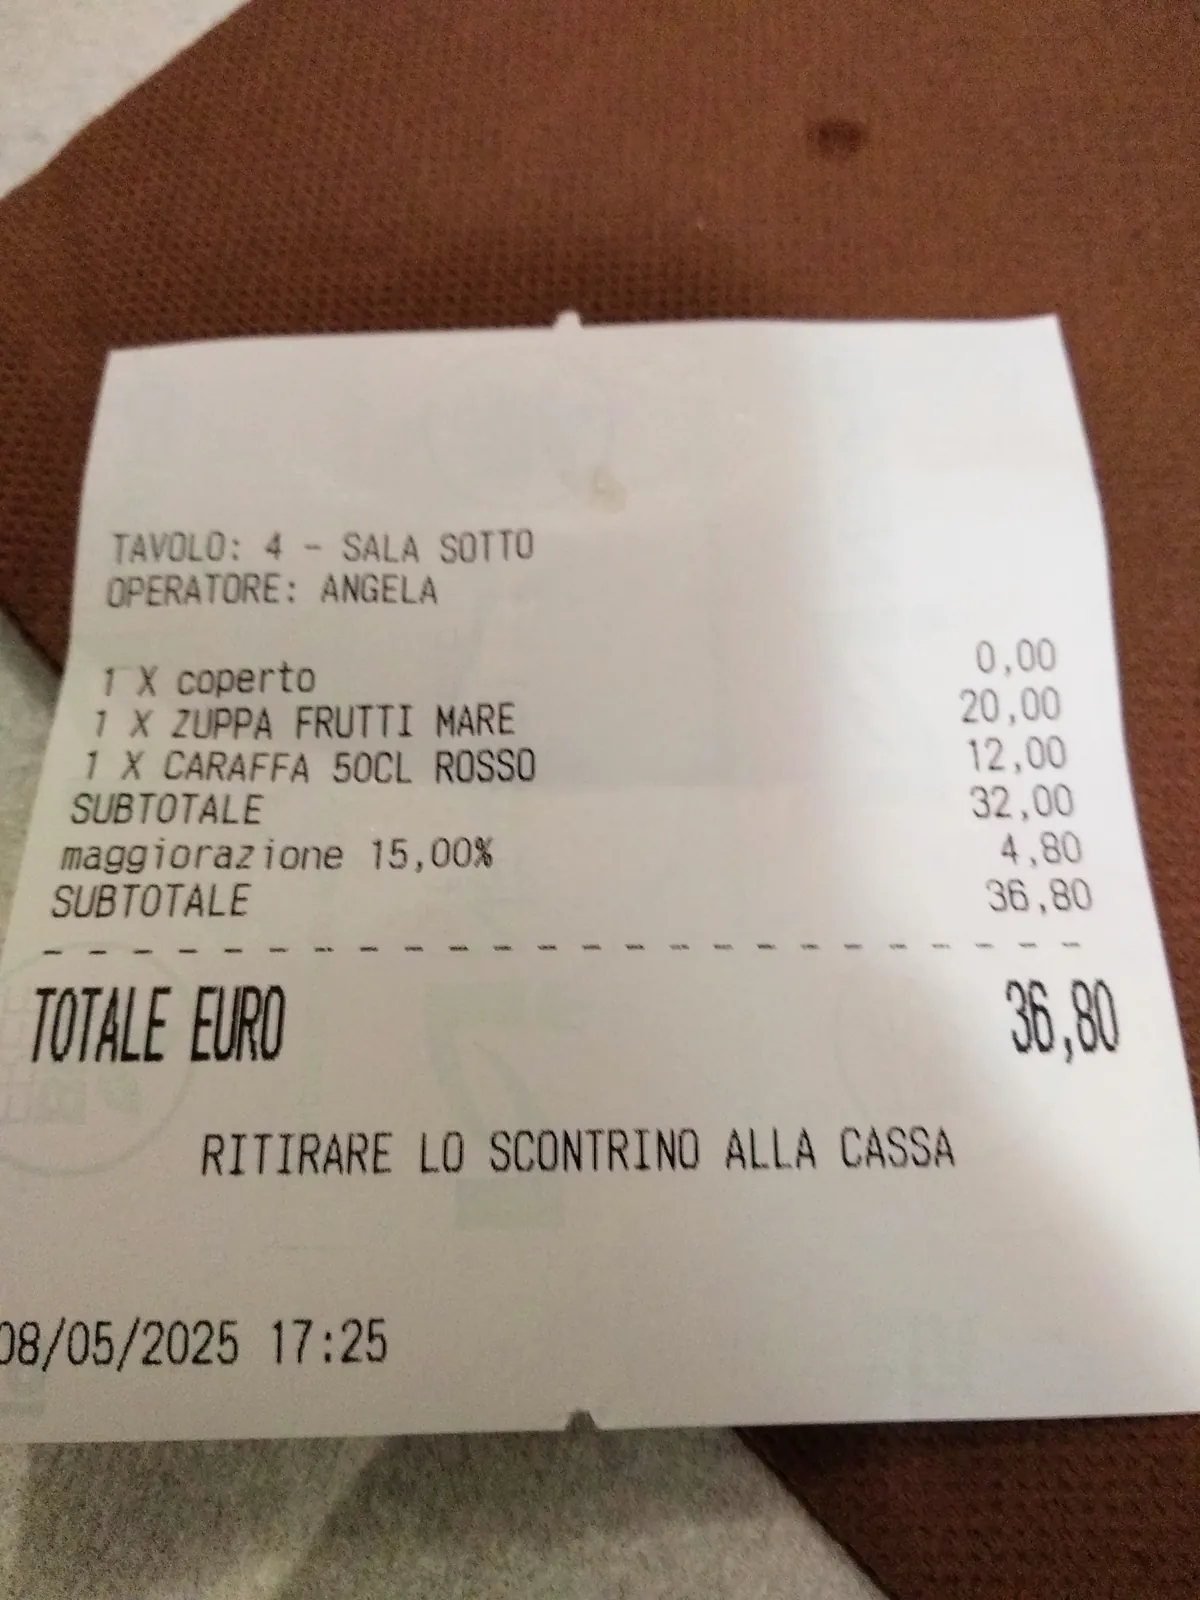 TAVOLO: 4 - SALA SOTTO
OPERATORE: ANGELA
1 X coperto 0,00
1 X ZUPPA FRUTTI MARE 20,00
1 X CARAFFA 50CL ROSSO 12,00
SUBTOTALE 32,00
maggiorazione 15,00% 4,80
SUBTOTALE 36,80
TOTALE EURO 36,80
RITIRARE LO SCONTRINO ALLA CASSA
08/05/2025 17:25